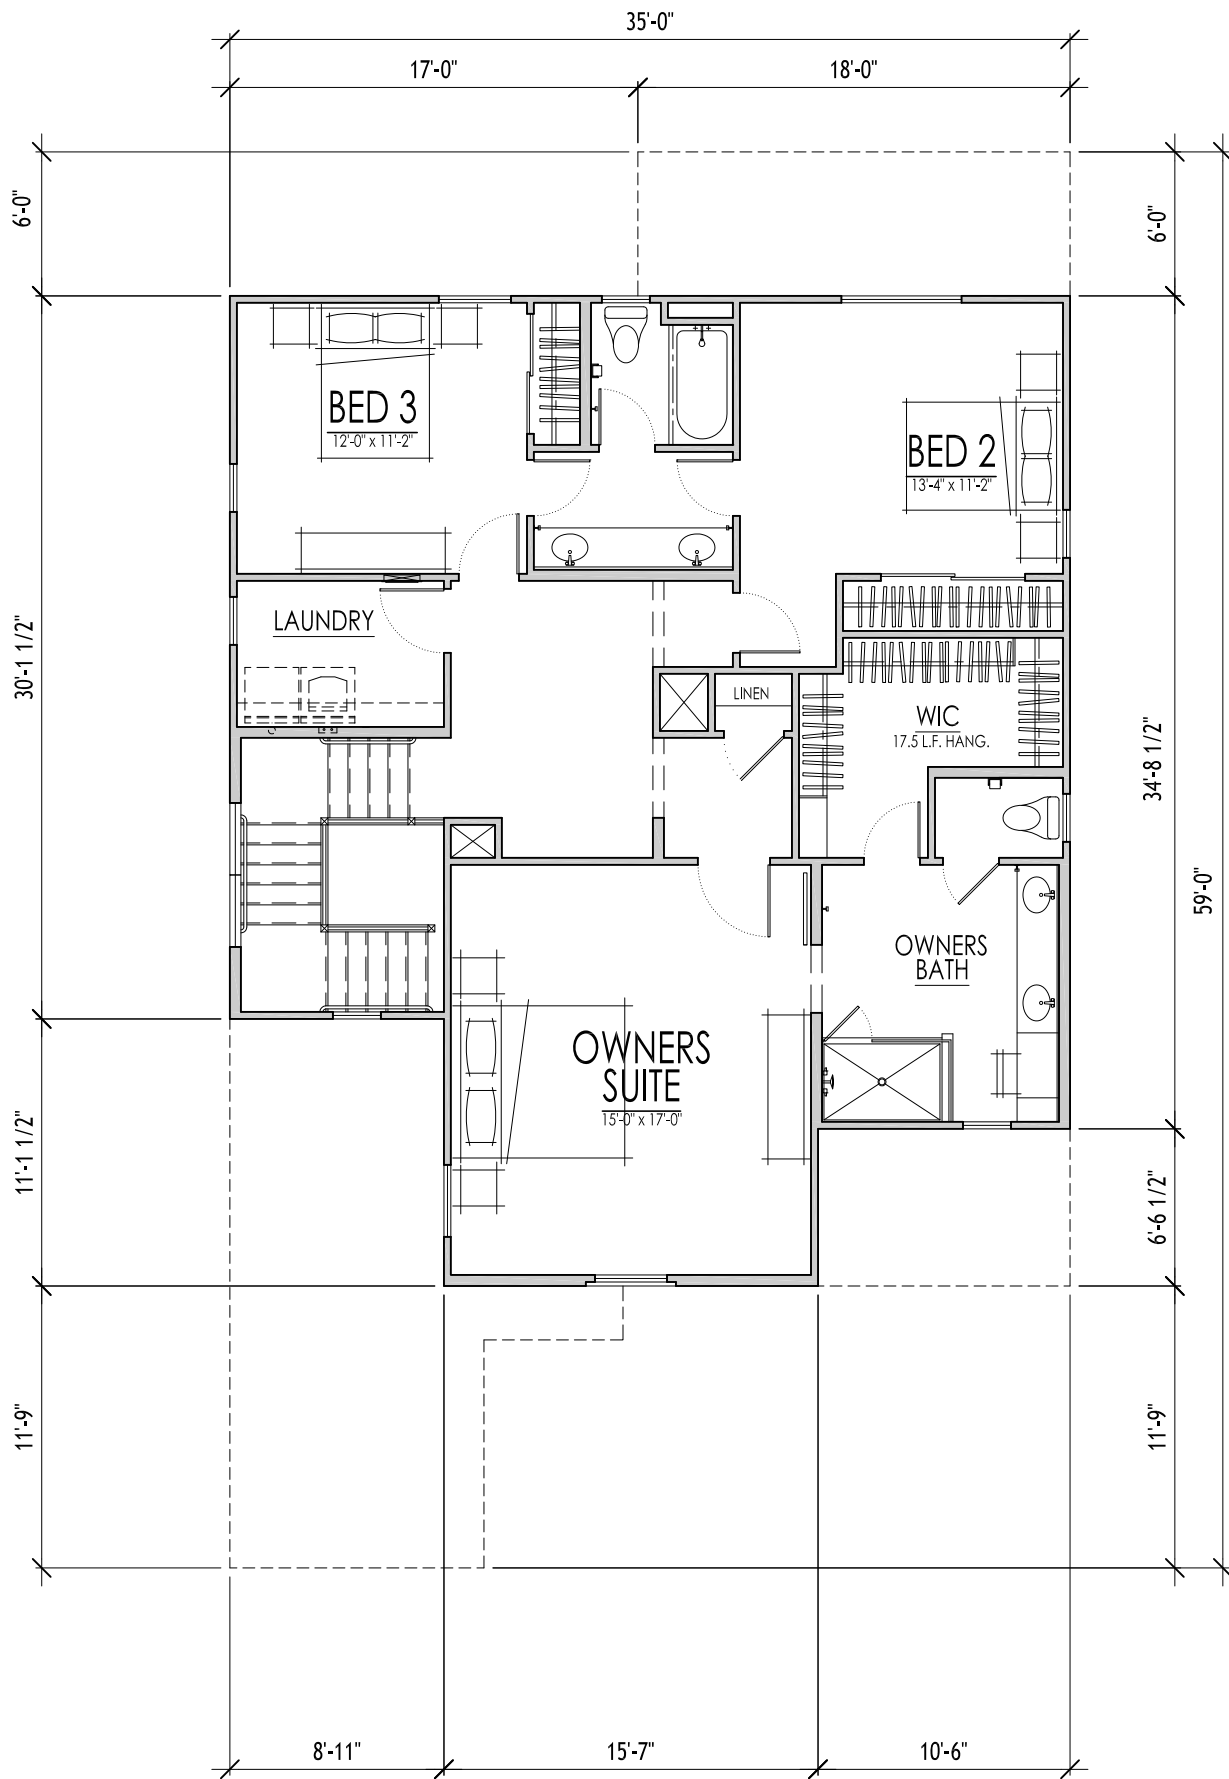 35'-0"
17'-0"
18'-0"
6'-0"
6'-0"
BED 3
12'-0" x 11'-2"
BED 2
13'-4" x 11'-2"
LAUNDRY
30'-1 1/2"
LINEN
WIC
17.5 L.F. HANG.
34'-8 1/2"
59'-0"
OWNERS
BATH
OWNERS
SUITE
15'-0" x 17'-0"
11'-1 1/2"
6'-6 1/2"
11'-9"
11'-9"
8'-11"
15'-7"
10'-6"